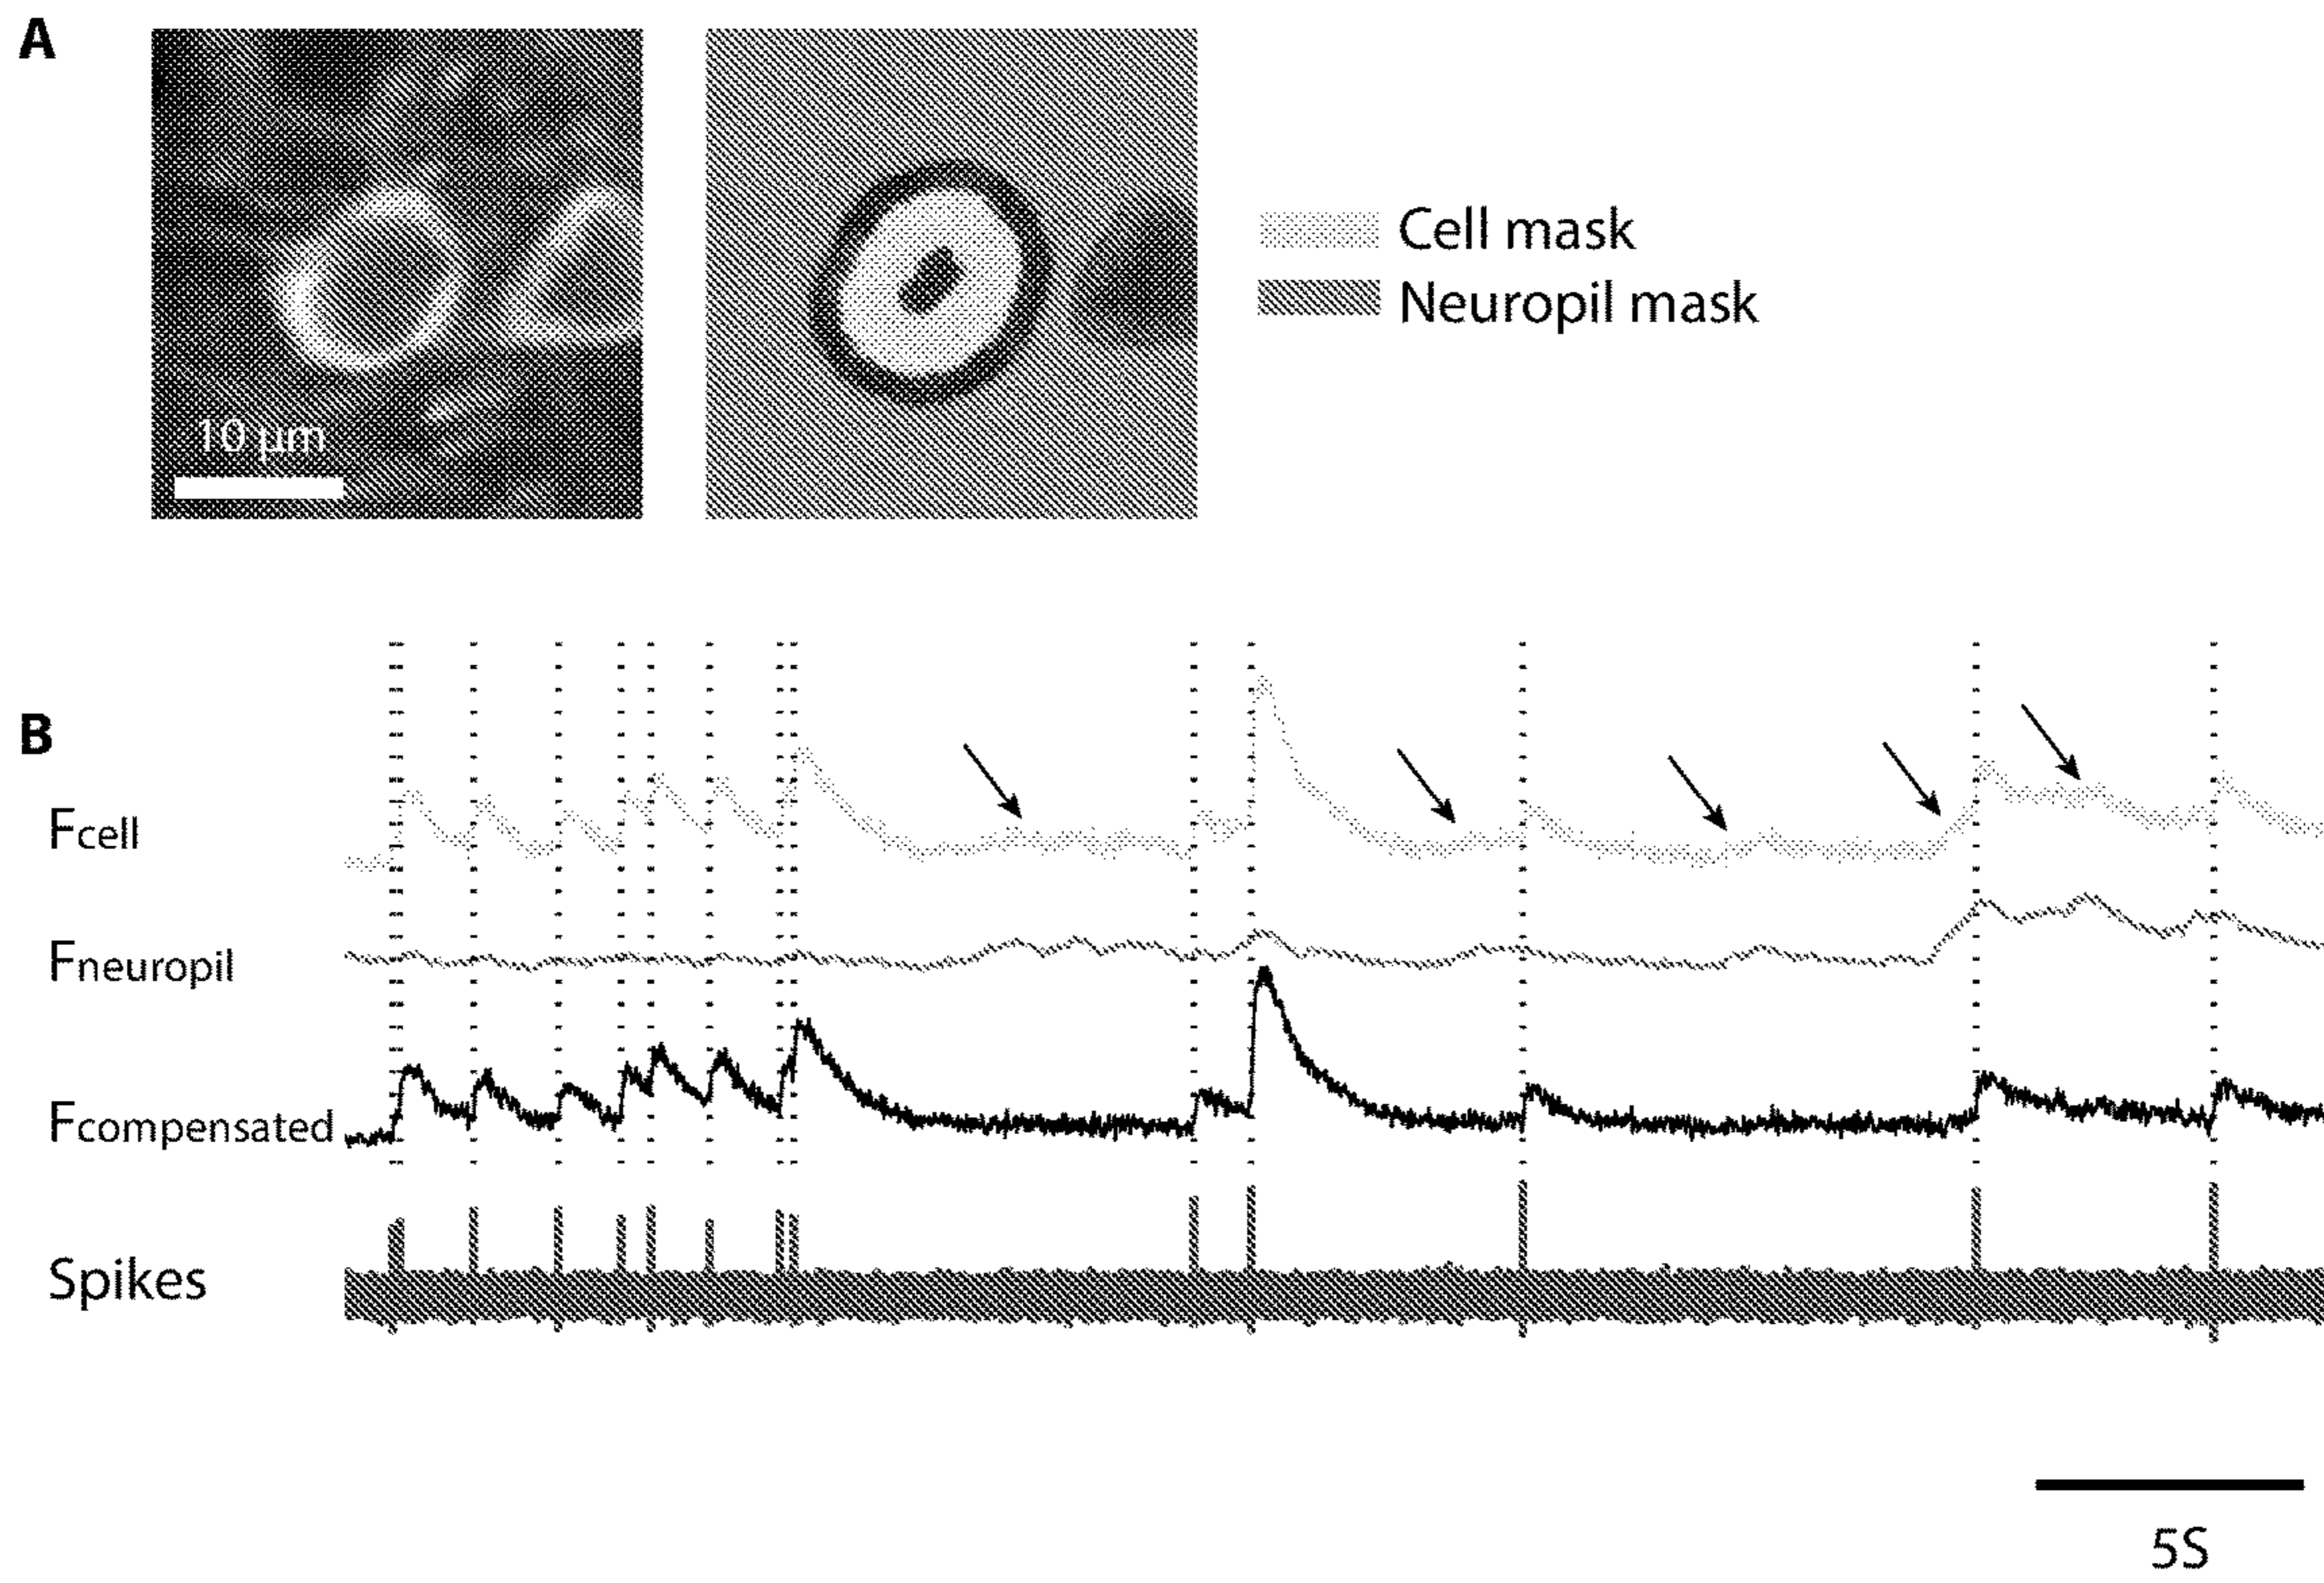 A
10 μm
Cell mask
Neuropil mask
B
Fcell
Fneuropil
Fcompensated
Spikes
5S